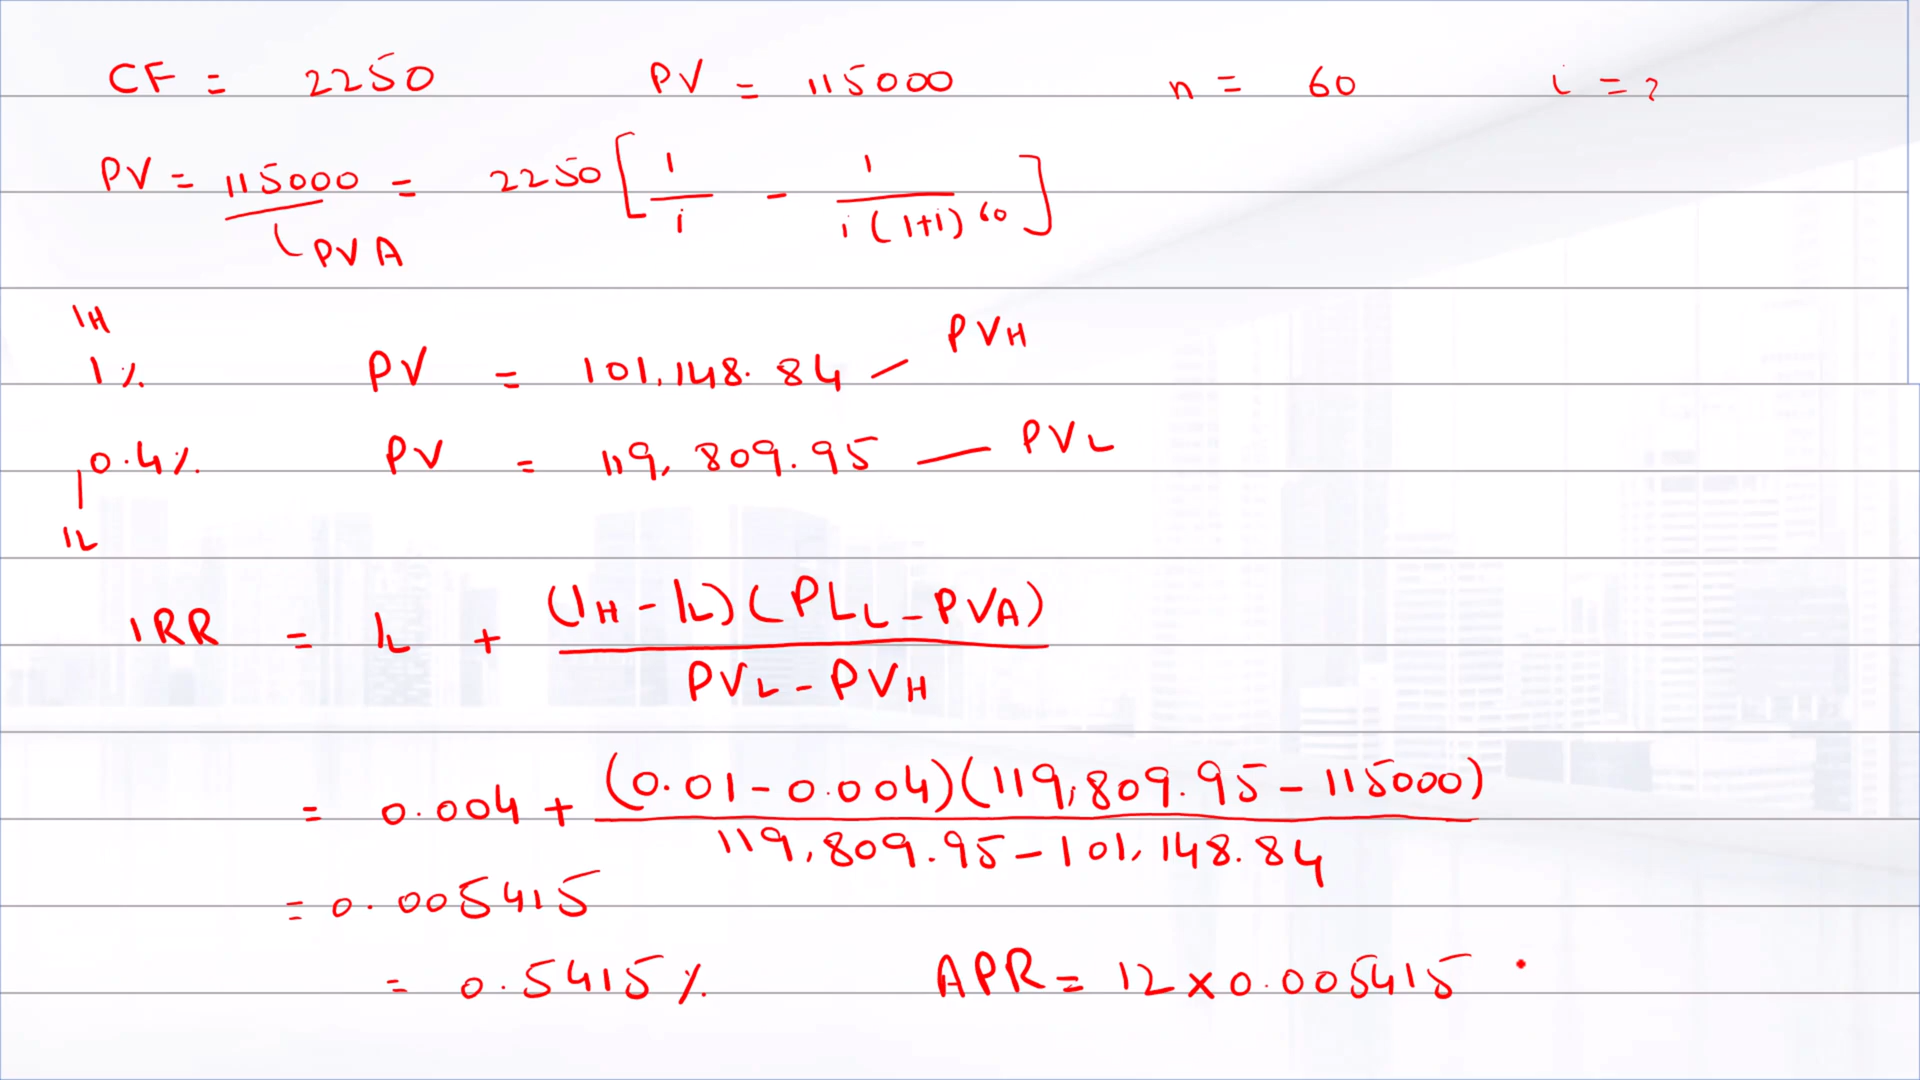 CF = 2250 PV = 115000 n = 60 i = ?
PV = 115000 = 2250 [ 1/i - 1/i(1+i)^60 ]
PVA
IH
1% PV = 101,148.84 — PVH
0.4% PV = 119,809.95 — PVL
IL
IRR = IL + (IH - IL)(PLL - PVA) / PVL - PVH
= 0.004 + (0.01 - 0.004)(119,809.95 - 115000) / 119,809.95 - 101,148.84
= 0.005415
= 0.5415% APR = 12 × 0.005415